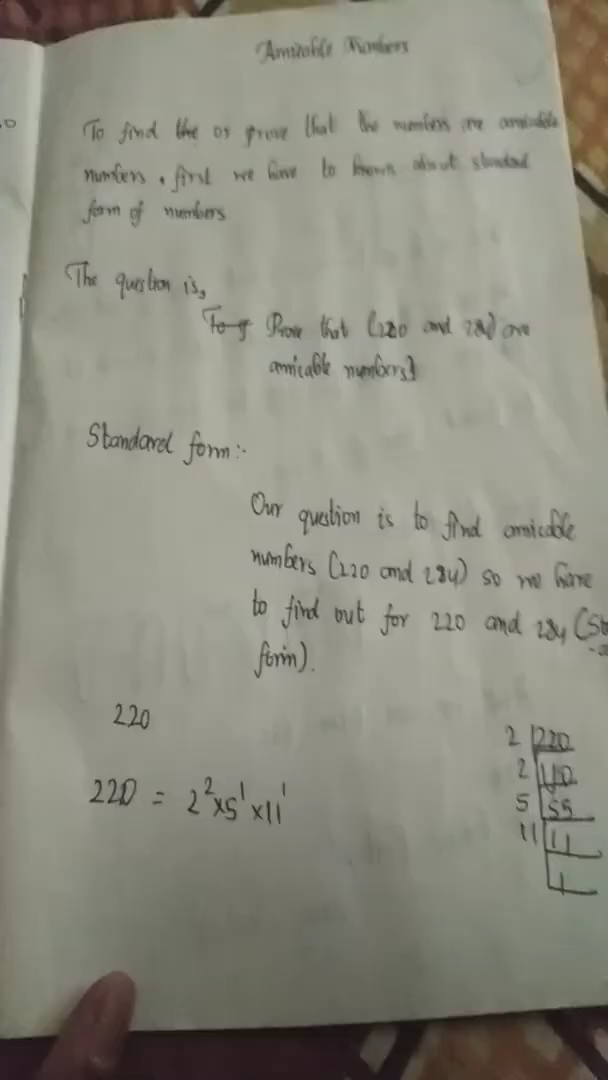 Amicable Numbers
To find the or prove that the numbers are amicable
numbers, first we have to known about standard
form of numbers
The question is,
Prove that (220 and 284) are
amicable numbers}
Standard form:-
Our question is to find amicable
numbers (220 and 284) so we have
to find out for 220 and 284 (
form).
220
220 = 2²×5¹×11¹
2 220
2 110
5 55
11 11
1